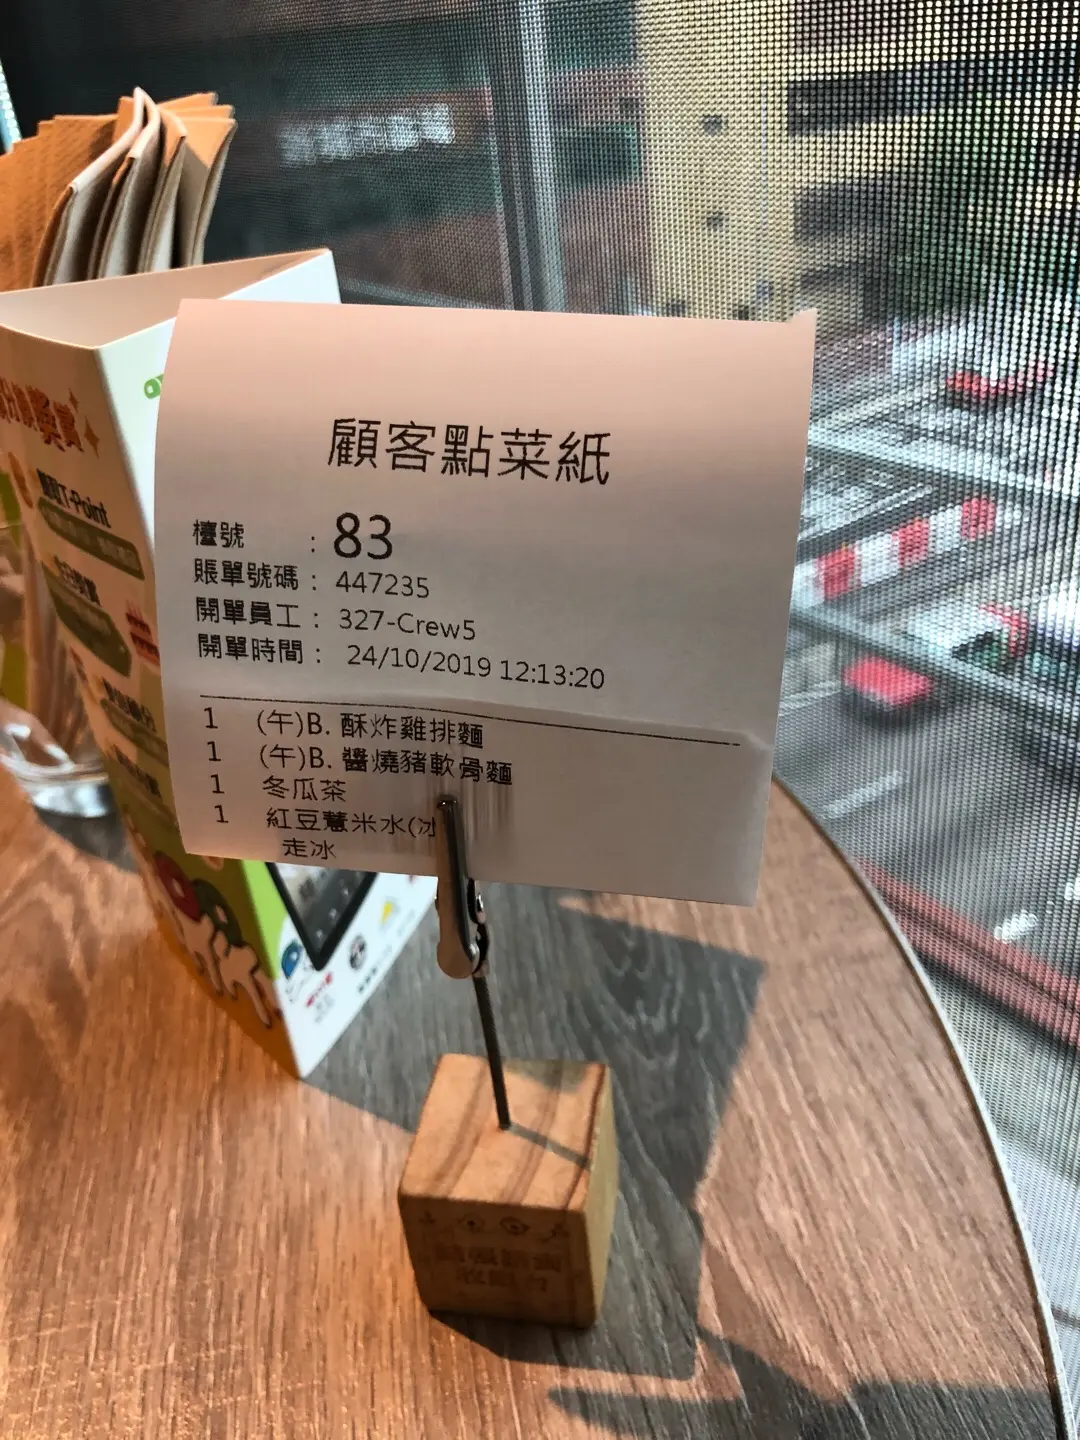 顧客點菜紙
檯號 : 83
賬單號碼 : 447235
開單員工 : 327-Crew5
開單時間 : 24/10/2019 12:13:20
1 (午)B. 酥炸雞排麵
1 (午)B. 醬燒豬軟骨麵
1 冬瓜茶
1 紅豆薏米水(冰
走冰
T-Point